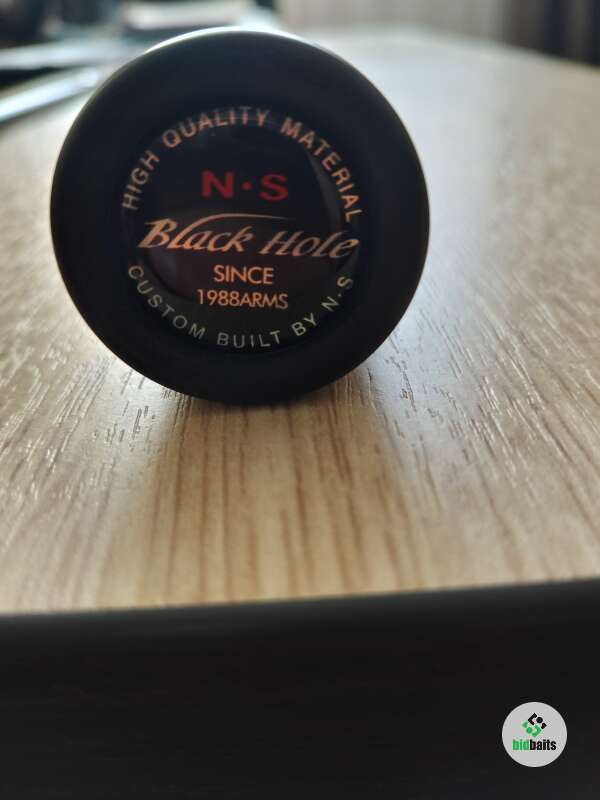 HIGH QUALITY MATERIAL
N·S
Black Hole
SINCE
1988ARMS
CUSTOM BUILT BY N.S
bidbaits